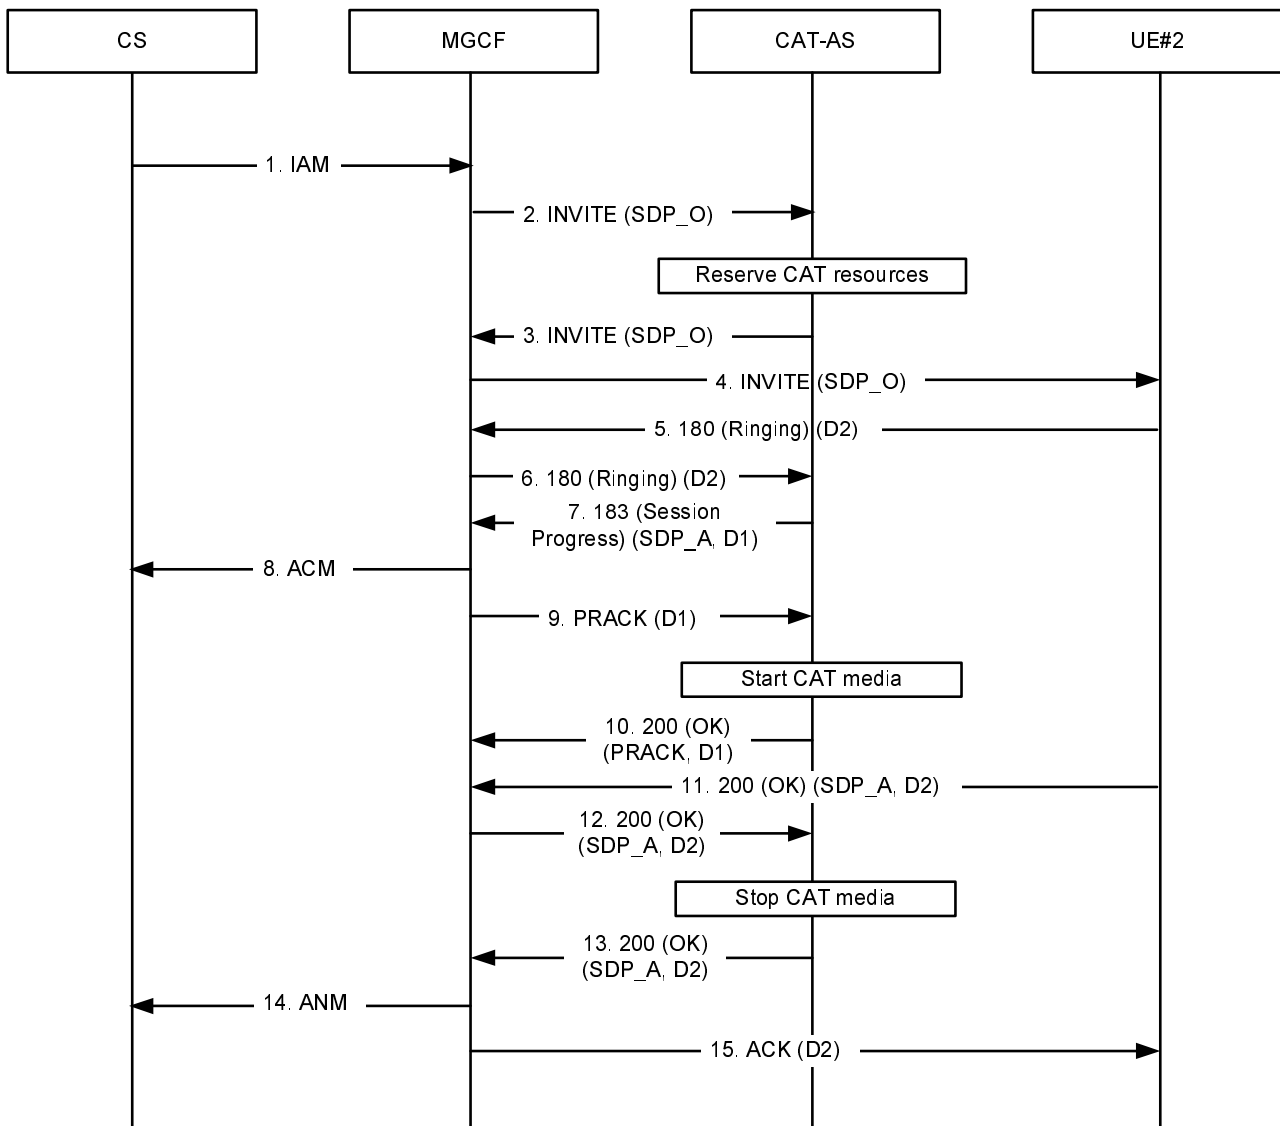 CS
MGCF
CAT-AS
UE#2
1. IAM
2. INVITE (SDP_O)
Reserve CAT resources
3. INVITE (SDP_O)
4. INVITE (SDP_O)
5. 180 (Ringing) (D2)
6. 180 (Ringing) (D2)
7. 183 (Session
Progress) (SDP_A, D1)
8. ACM
9. PRACK (D1)
Start CAT media
10. 200 (OK)
(PRACK, D1)
11. 200 (OK) (SDP_A, D2)
12. 200 (OK)
(SDP_A, D2)
Stop CAT media
13. 200 (OK)
(SDP_A, D2)
14. ANM
15. ACK (D2)